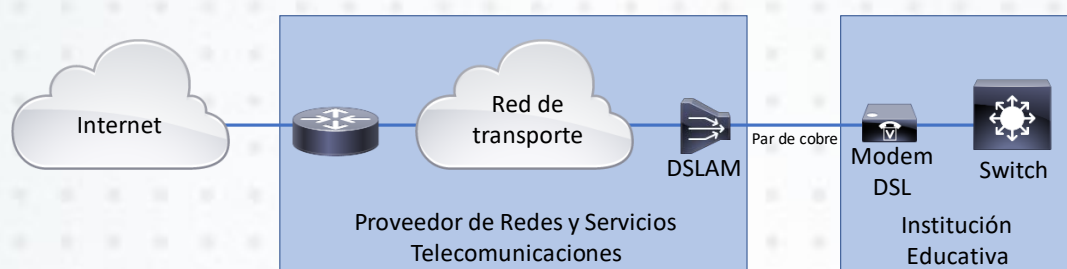 Internet
Red de
transporte
DSLAM
Par de cobre
Modem
DSL
Switch
Proveedor de Redes y Servicios
Telecomunicaciones
Institución
Educativa